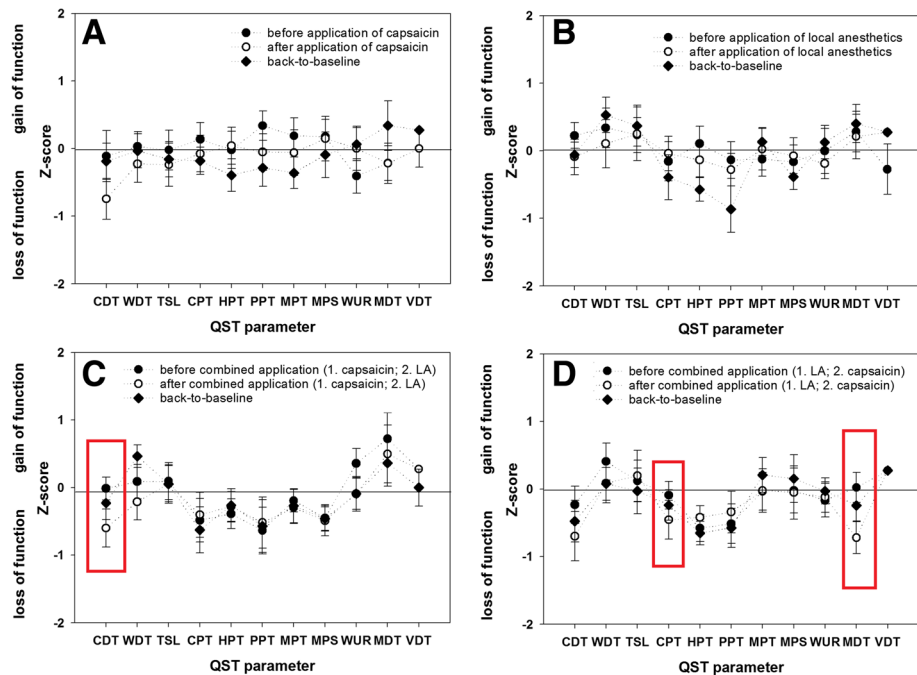 A
before application of capsaicin
after application of capsaicin
back-to-baseline
gain of function
loss of function
Z-score
2
1
0
-1
-2
CDT WDT TSL CPT HPT PPT MPT MPS WUR MDT VDT
QST parameter
B
before application of local anesthetics
after application of local anesthetics
back-to-baseline
gain of function
loss of function
Z-score
2
1
0
-1
-2
CDT WDT TSL CPT HPT PPT MPT MPS WUR MDT VDT
QST parameter
C
before combined application (1. capsaicin; 2. LA)
after combined application (1. capsaicin; 2. LA)
back-to-baseline
gain of function
loss of function
Z-score
2
1
0
-1
-2
CDT WDT TSL CPT HPT PPT MPT MPS WUR MDT VDT
QST parameter
D
before combined application (1. LA; 2. capsaicin)
after combined application (1. LA; 2. capsaicin)
back-to-baseline
gain of function
loss of function
Z-score
2
1
0
-1
-2
CDT WDT TSL CPT HPT PPT MPT MPS WUR MDT VDT
QST parameter